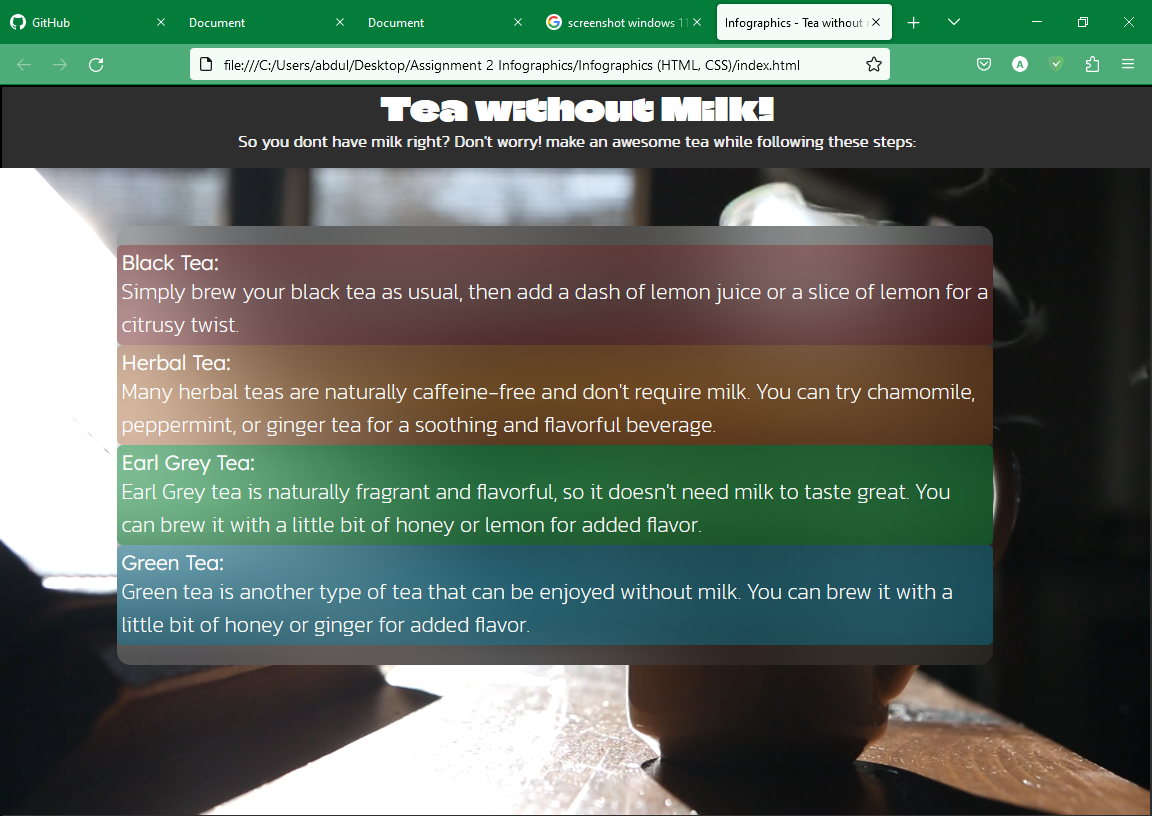 GitHub
Document
Document
screenshot windows 11
Infographics - Tea without
file:///C:/Users/abdul/Desktop/Assignment 2 Infographics/Infographics (HTML, CSS)/index.html
A
Tea without Milk!
So you dont have milk right? Don't worry! make an awesome tea while following these steps:
Black Tea:
Simply brew your black tea as usual, then add a dash of lemon juice or a slice of lemon for a
citrusy twist.
Herbal Tea:
Many herbal teas are naturally caffeine-free and don't require milk. You can try chamomile,
peppermint, or ginger tea for a soothing and flavorful beverage.
Earl Grey Tea:
Earl Grey tea is naturally fragrant and flavorful, so it doesn't need milk to taste great. You
can brew it with a little bit of honey or lemon for added flavor.
Green Tea:
Green tea is another type of tea that can be enjoyed without milk. You can brew it with a
little bit of honey or ginger for added flavor.